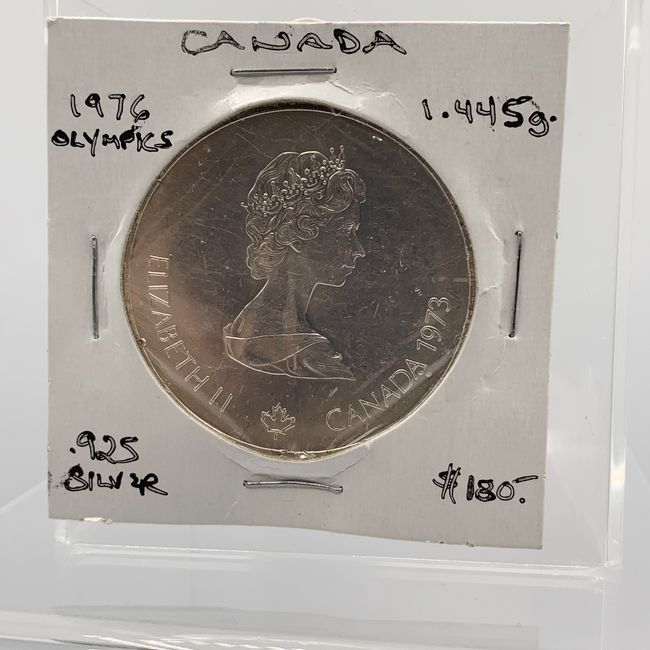 CANADA
1976
OLYMPICS
1.445g.
ELIZABETH II
CANADA 1973
.925
SILVER
$180.-